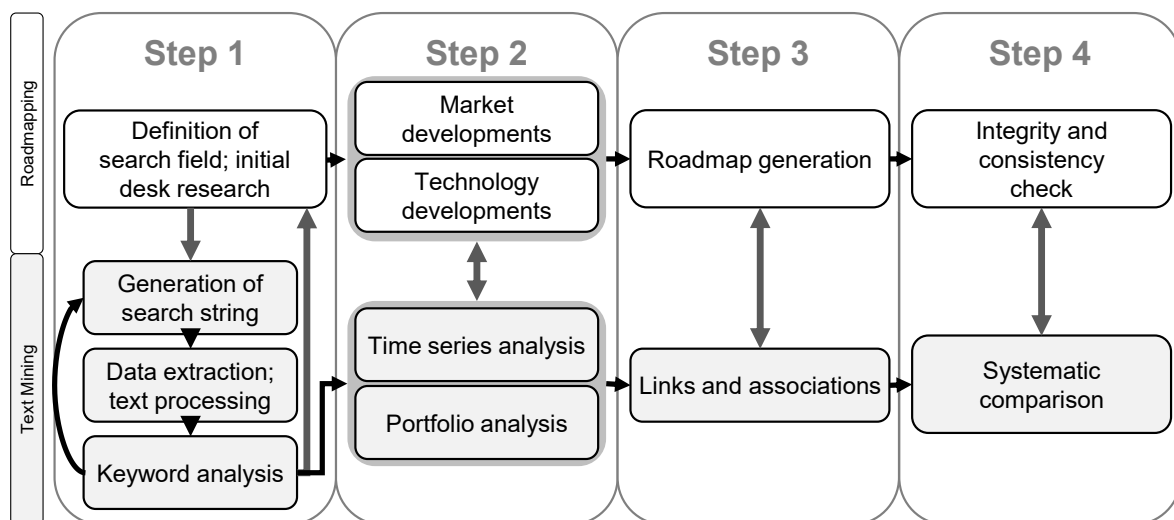 Roadmapping
Text Mining
Step 1
Definition of
search field; initial
desk research
Generation of
search string
Data extraction;
text processing
Keyword analysis
Step 2
Market
developments
Technology
developments
Time series analysis
Portfolio analysis
Step 3
Roadmap generation
Links and associations
Step 4
Integrity and
consistency
check
Systematic
comparison